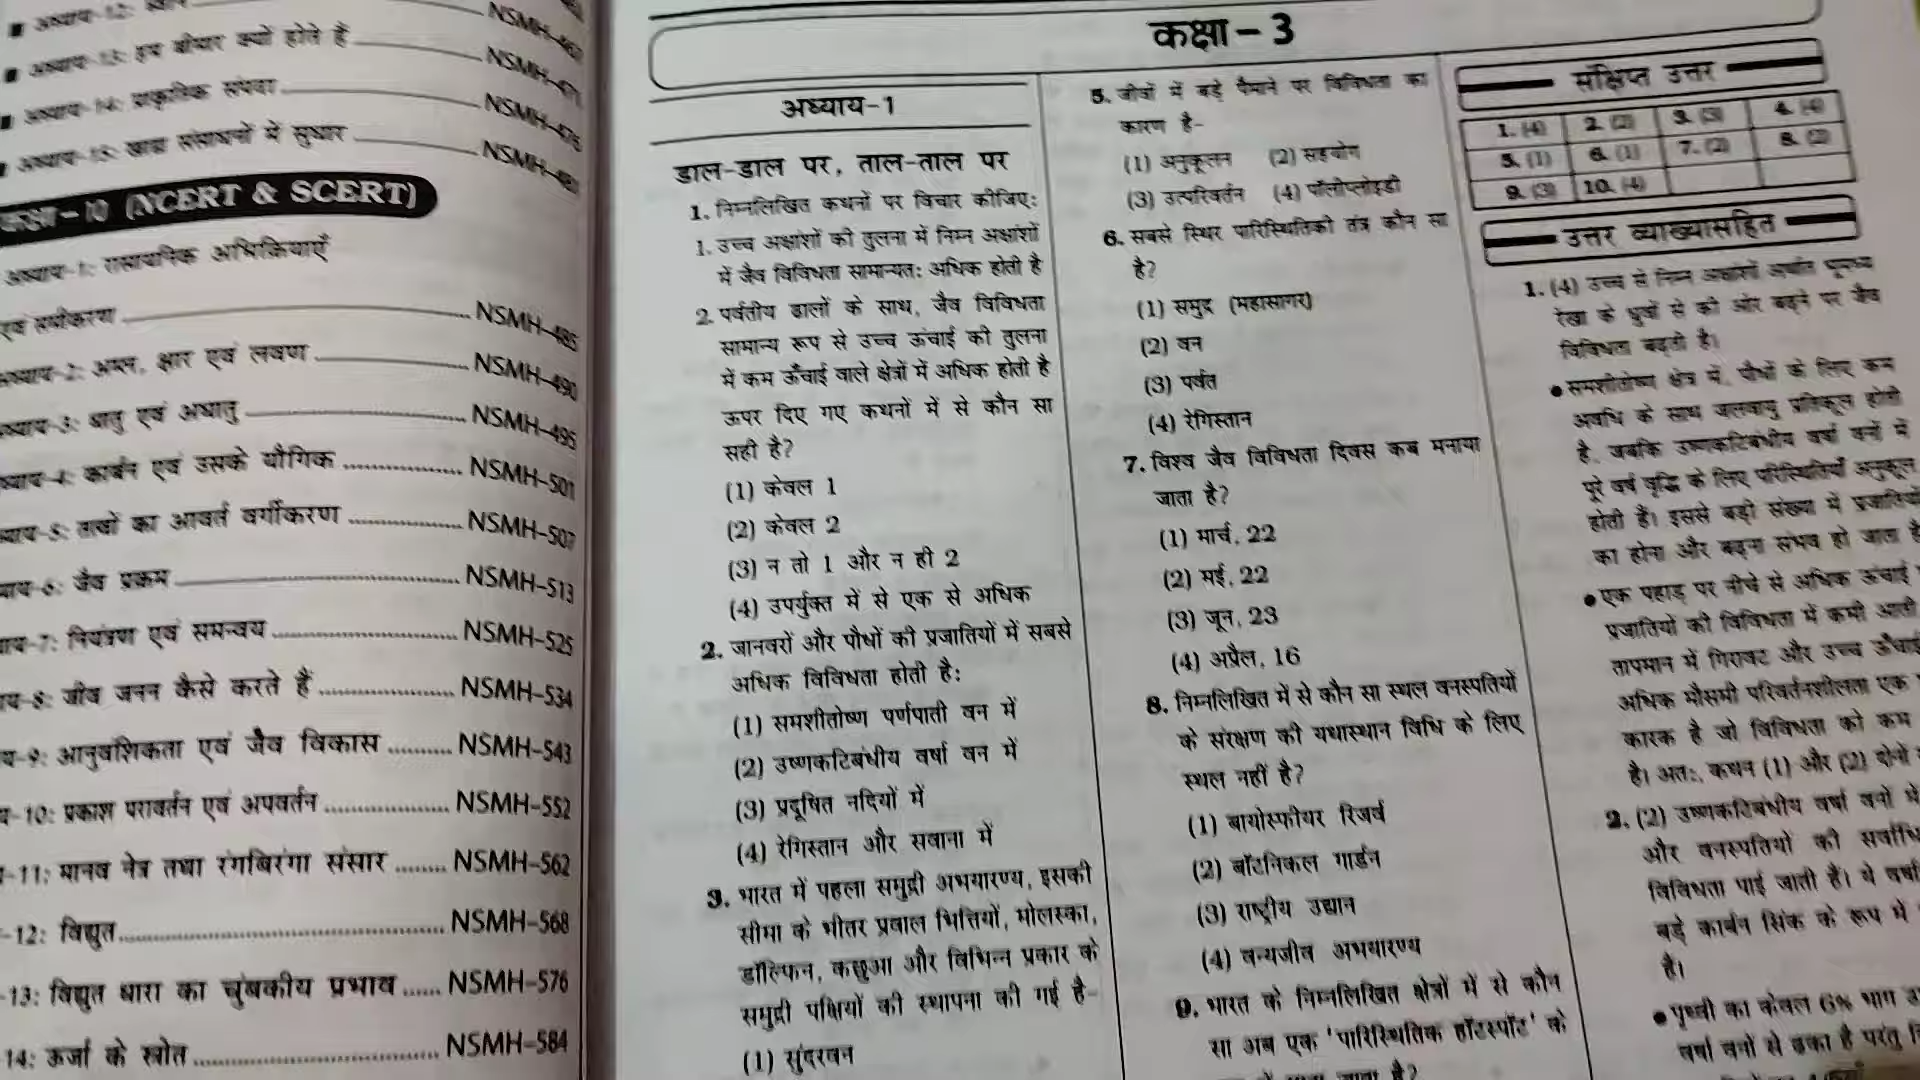 अध्याय-12:
NSMH-467
अध्याय-13: हम बीमार क्यों होते हैं
NSMH-471
अध्याय-14: प्राकृतिक संपदा
NSMH-475
अध्याय-15: खाद्य संसाधनों में सुधार
कक्षा-10 (NCERT & SCERT)
अध्याय-1: रासायनिक अभिक्रियाएँ
एवं समीकरण NSMH-485
अध्याय-2: अम्ल, क्षार एवं लवण NSMH-490
अध्याय-3: धातु एवं अधातु NSMH-495
ध्याय-4: कार्बन एवं उसके यौगिक NSMH-501
ध्याय-5: तत्वों का आवर्त वर्गीकरण NSMH-507
याय-6: जैव प्रक्रम NSMH-513
याय-7: नियंत्रण एवं समन्वय NSMH-525
य-8: जीव जनन कैसे करते हैं NSMH-534
य-9: आनुवंशिकता एवं जैव विकास NSMH-543
य-10: प्रकाश परावर्तन एवं अपवर्तन NSMH-552
-11: मानव नेत्र तथा रंगबिरंगा संसार NSMH-562
-12: विद्युत NSMH-568
-13: विद्युत धारा का चुंबकीय प्रभाव NSMH-576
14: ऊर्जा के स्रोत NSMH-584
कक्षा – 3
अध्याय-1
डाल-डाल पर, ताल-ताल पर
1. निम्नलिखित कथनों पर विचार कीजिए:
1. उच्च अक्षांशों की तुलना में निम्न अक्षांशों
में जैव विविधता सामान्यत: अधिक होती है
2. पर्वतीय ढालों के साथ, जैव विविधता
सामान्य रूप से उच्च ऊंचाई की तुलना
में कम ऊँचाई वाले क्षेत्रों में अधिक होती है
ऊपर दिए गए कथनों में से कौन सा
सही है?
(1) केवल 1
(2) केवल 2
(3) न तो 1 और न ही 2
(4) उपर्युक्त में से एक से अधिक
2. जानवरों और पौधों की प्रजातियों में सबसे
अधिक विविधता होती है:
(1) समशीतोष्ण पर्णपाती वन में
(2) उष्णकटिबंधीय वर्षा वन में
(3) प्रदूषित नदियों में
(4) रेगिस्तान और सवाना में
3. भारत में पहला समुद्री अभयारण्य, इसकी
सीमा के भीतर प्रवाल भित्तियों, मोलस्का,
डॉल्फिन, कछुआ और विभिन्न प्रकार के
समुद्री पक्षियों की स्थापना की गई है-
(1) सुंदरवन
5. जीवों में बड़े पैमाने पर विविधता का
कारण है-
(1) अनुकूलन (2) सहयोग
(3) उत्परिवर्तन (4) पॉलीप्लोइडी
6. सबसे स्थिर पारिस्थितिकी तंत्र कौन सा
है?
(1) समुद्र (महासागर)
(2) वन
(3) पर्वत
(4) रेगिस्तान
7. विश्व जैव विविधता दिवस कब मनाया
जाता है?
(1) मार्च, 22
(2) मई, 22
(3) जून, 23
(4) अप्रैल, 16
8. निम्नलिखित में से कौन सा स्थल वनस्पतियों
के संरक्षण की यथास्थान विधि के लिए
स्थल नहीं है?
(1) बायोस्फीयर रिजर्व
(2) बॉटनिकल गार्डन
(3) राष्ट्रीय उद्यान
(4) वन्यजीव अभयारण्य
9. भारत के निम्नलिखित क्षेत्रों में से कौन
सा अब एक 'पारिस्थितिक हॉटस्पॉट' के
माना जाता है?
संक्षिप्त उत्तर
1. (4) 2. (2) 3. (3) 4. (4)
5. (1) 6. (1) 7. (2) 8. (2)
9. (3) 10. (4)
उत्तर व्याख्यासहित
1. (4) उच्च से निम्न अक्षांशों अर्थात भूमध्य
रेखा के ध्रुवों से की ओर बढ़ने पर जैव
विविधता बढ़ती है।
● समशीतोष्ण क्षेत्र में, पौधों के लिए कम
अवधि के साथ जलवायु प्रतिकूल होती
है, जबकि उष्णकटिबंधीय वर्षा वनों में
पूरे वर्ष वृद्धि के लिए परिस्थितियाँ अनुकूल
होती हैं। इससे बड़ी संख्या में प्रजातियों
का होना और बढ़ना संभव हो जाता है
● एक पहाड़ पर नीचे से अधिक ऊंचाई
प्रजातियों की विविधता में कमी आती
तापमान में गिरावट और उच्च ऊँचाई
अधिक मौसमी परिवर्तनशीलता एक
कारक है जो विविधता को कम
है। अत:, कथन (1) और (2) दोनों
2. (2) उष्णकटिबंधीय वर्षा वनों में
और वनस्पतियों की सर्वाधि
विविधता पाई जाती हैं। ये वर्षा
बड़े कार्बन सिंक के रूप में
है।
● पृथ्वी का केवल 6% भाग
वर्षा वनों से ढका है परंतु